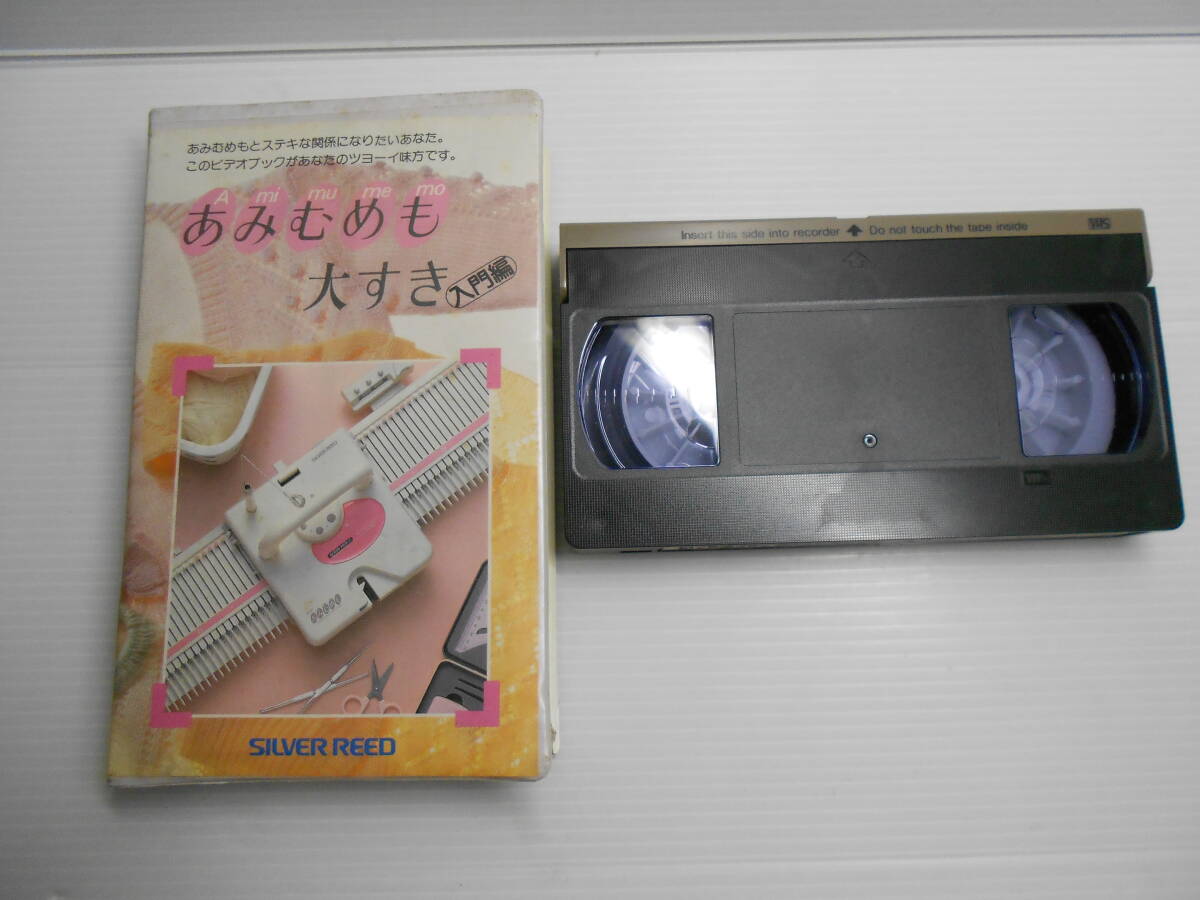 あみむめもとステキな関係になりたいあなた。
このビデオブックがあなたのツヨーイ味方です。
A mi mu me mo
あみむめも
大すき 入門編
SILVER REED
Insert this side into recorder Do not touch the tape inside VHS